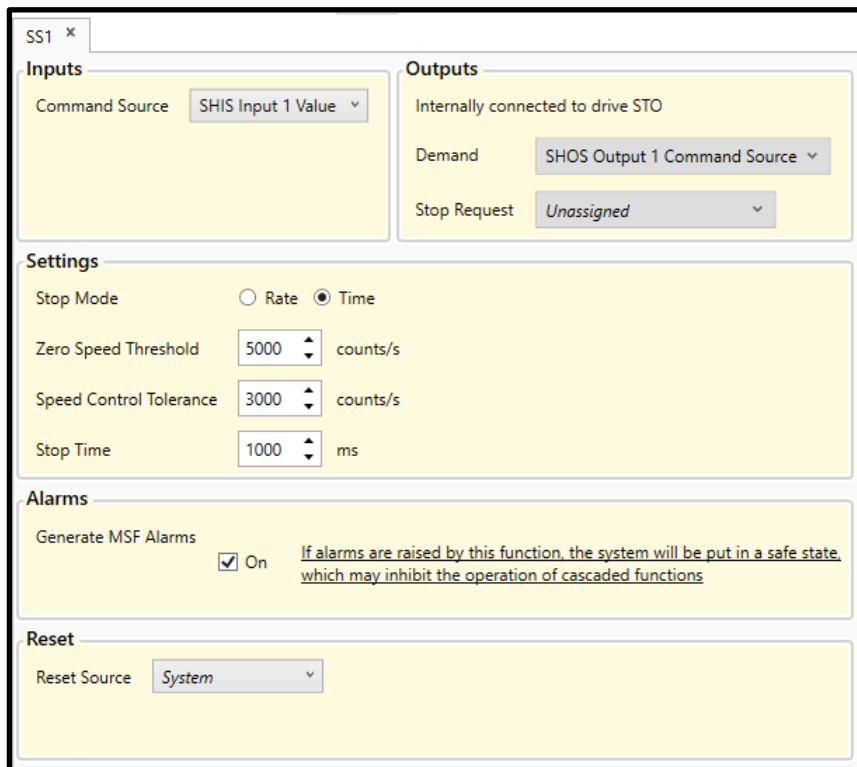 SS1 ×
Inputs
Command Source SHIS Input 1 Value
Outputs
Internally connected to drive STO
Demand SHOS Output 1 Command Source
Stop Request Unassigned
Settings
Stop Mode Rate Time
Zero Speed Threshold 5000 counts/s
Speed Control Tolerance 3000 counts/s
Stop Time 1000 ms
Alarms
Generate MSF Alarms
On If alarms are raised by this function, the system will be put in a safe state,
which may inhibit the operation of cascaded functions
Reset
Reset Source System